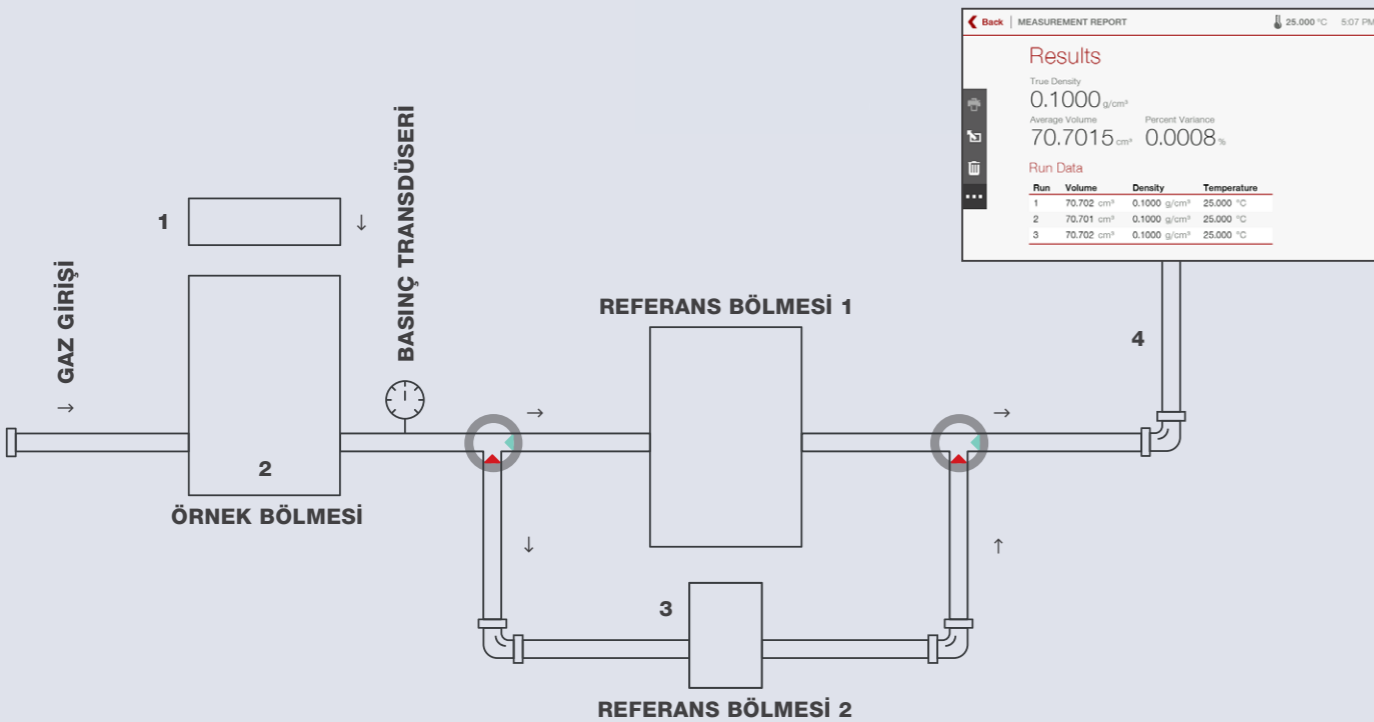 Back | MEASUREMENT REPORT 25.000 °C 5:07 PM
Results
True Density
0.1000 g/cm³
Average Volume Percent Variance
70.7015 cm³ 0.0008 %
Run Data
Run Volume Density Temperature
1 70.702 cm³ 0.1000 g/cm³ 25.000 °C
2 70.701 cm³ 0.1000 g/cm³ 25.000 °C
3 70.702 cm³ 0.1000 g/cm³ 25.000 °C
1
→ GAZ GİRİŞİ
BASINÇ TRANSDÜSERİ
REFERANS BÖLMESİ 1
4
2
ÖRNEK BÖLMESİ
3
REFERANS BÖLMESİ 2